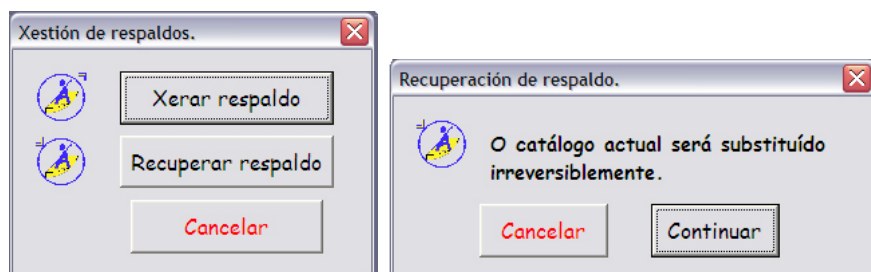 Xestión de respaldos.
Xerar respaldo
Recuperar respaldo
Cancelar
Recuperación de respaldo.
O catálogo actual será substituído
irreversiblemente.
Cancelar
Continuar